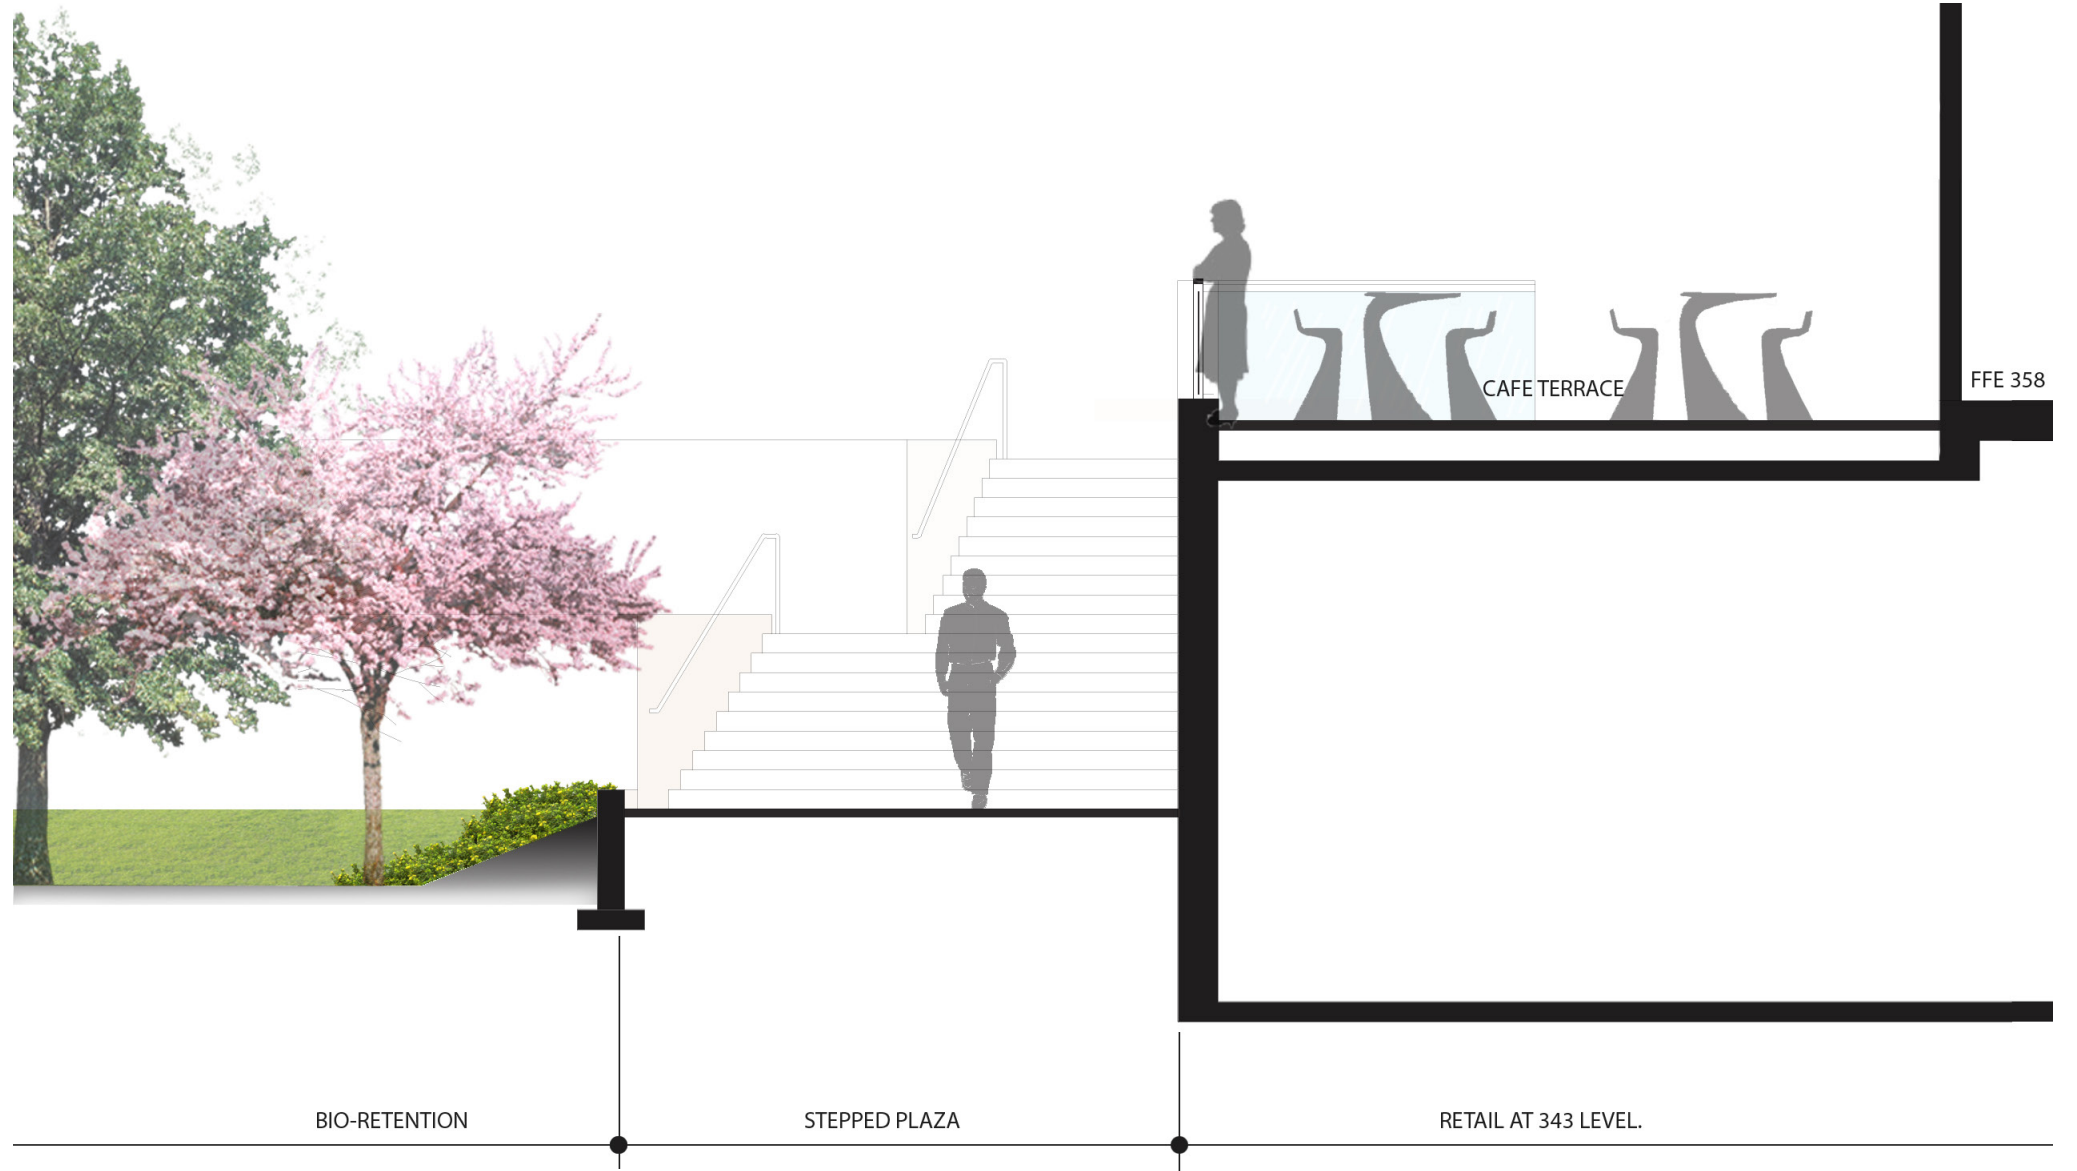 FFE 358
CAFE TERRACE
BIO-RETENTION
STEPPED PLAZA
RETAIL AT 343 LEVEL.